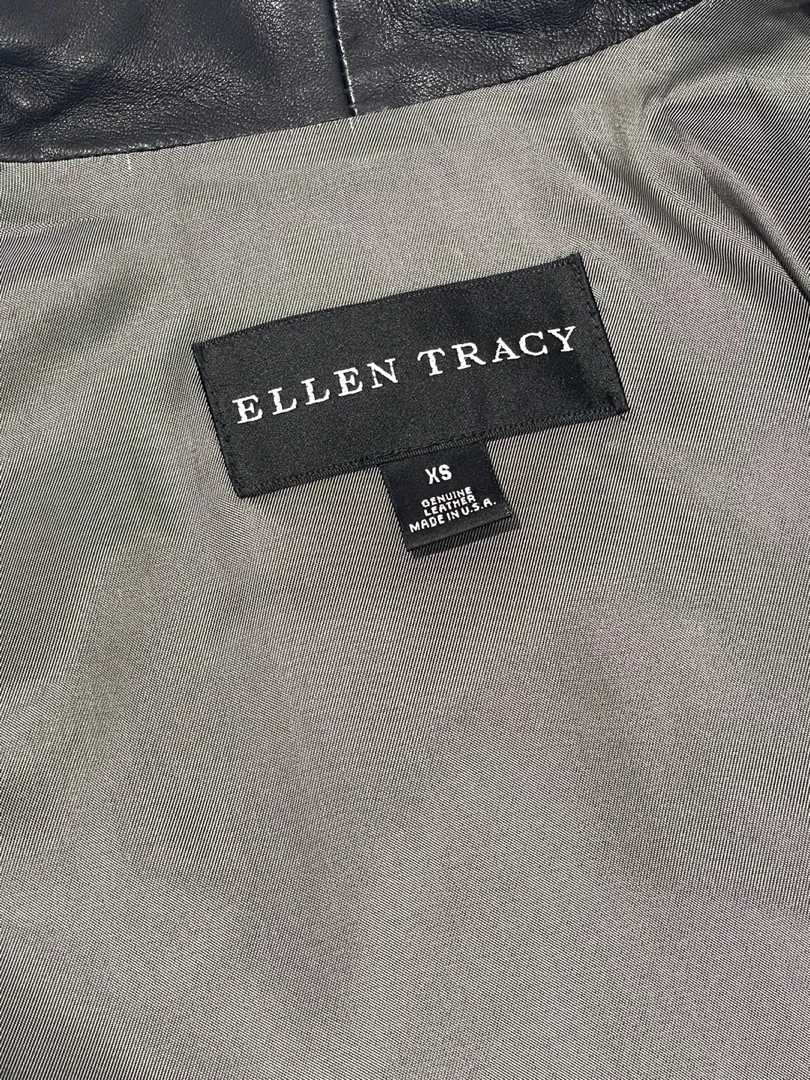 ELLEN TRACY
XS
GENUINE
LEATHER
MADE IN U.S.A.